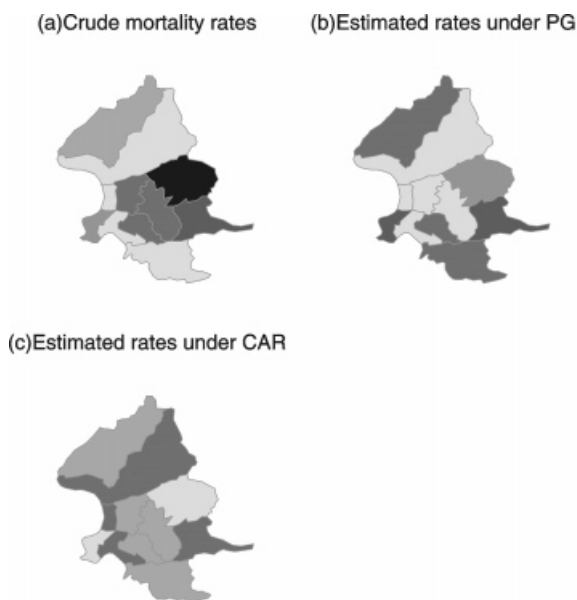 (a)Crude mortality rates
(b)Estimated rates under PG
(c)Estimated rates under CAR